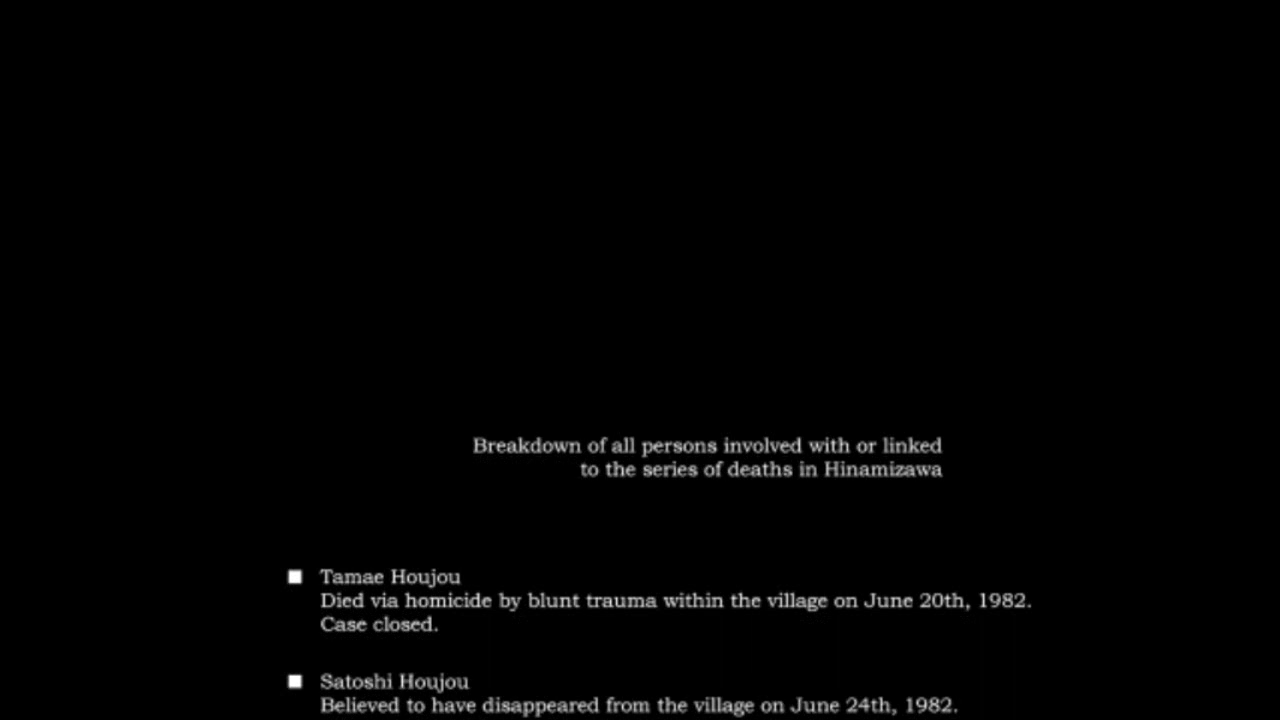 Breakdown of all persons involved with or linked
to the series of deaths in Hinamizawa
■ Tamae Houjou
Died via homicide by blunt trauma within the village on June 20th, 1982.
Case closed.
■ Satoshi Houjou
Believed to have disappeared from the village on June 24th, 1982.